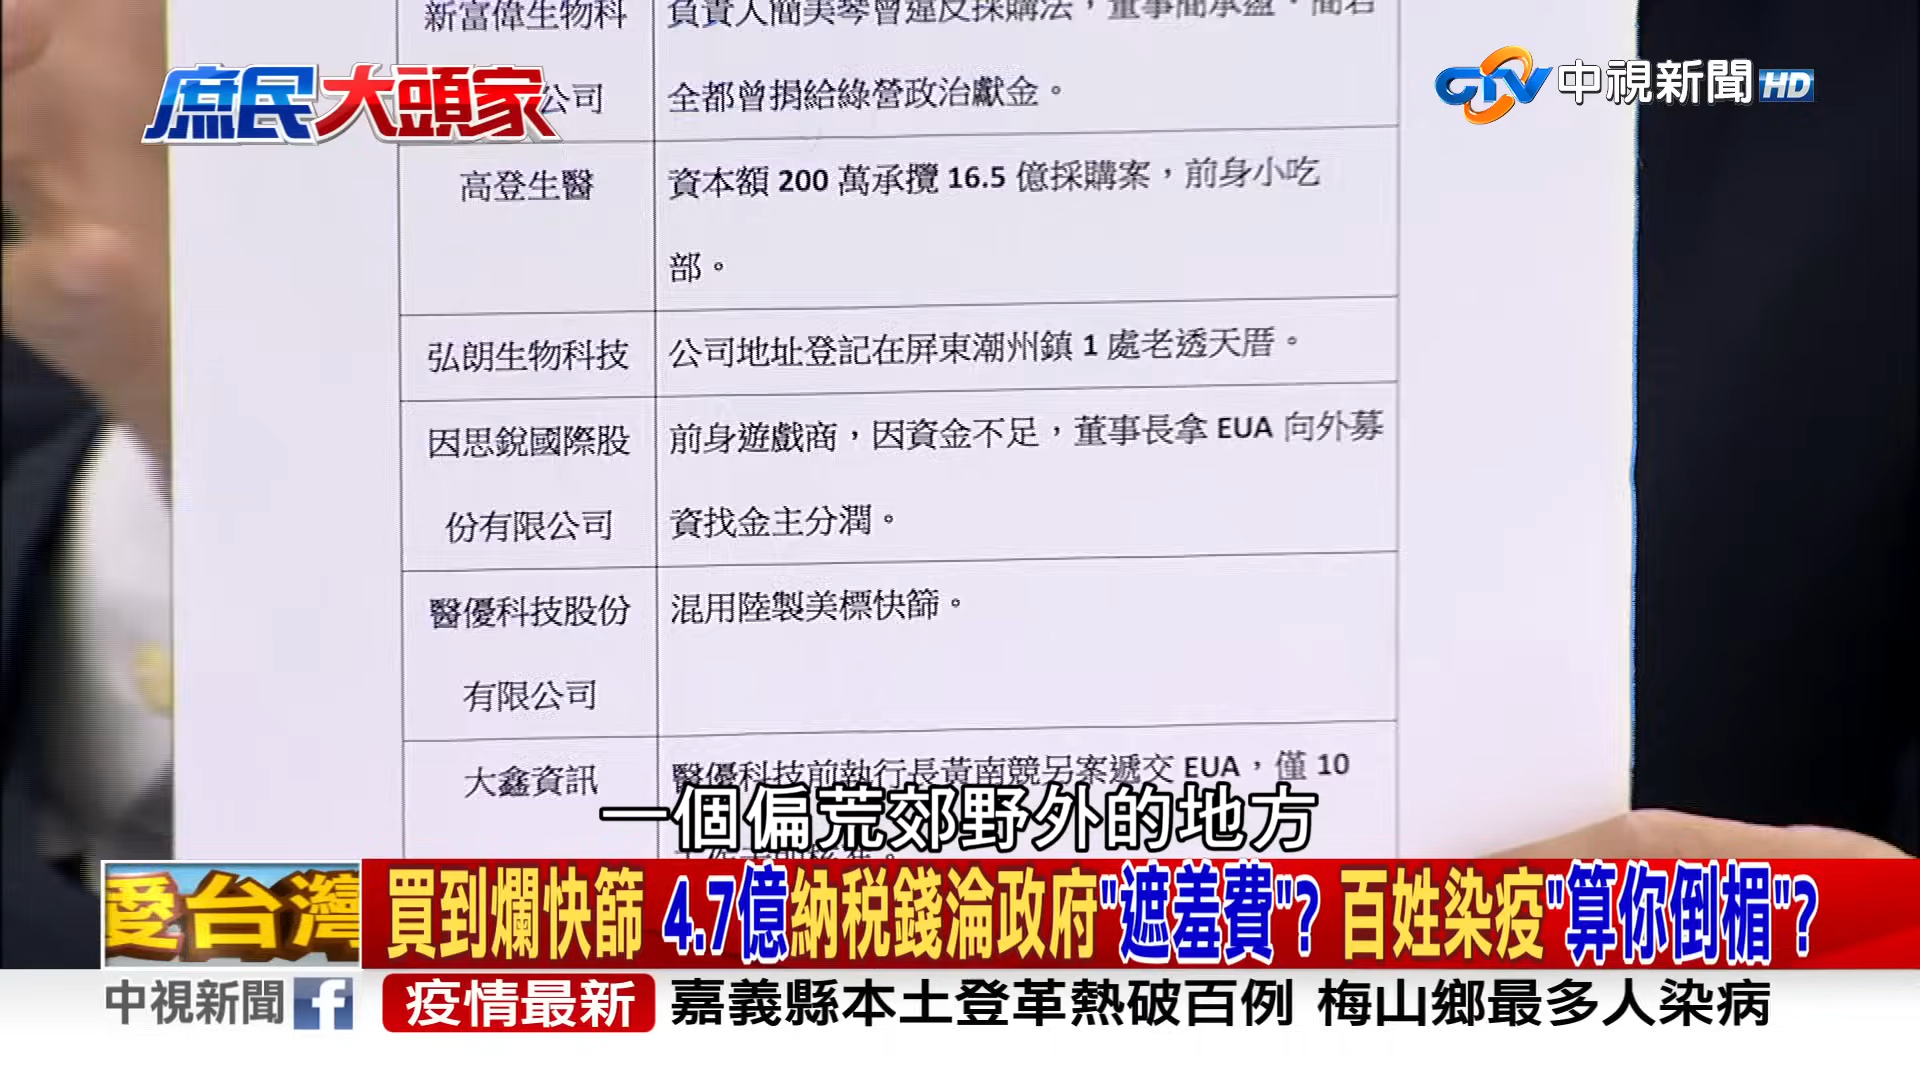 新富偉生物科
負責人簡美琴曾違反採購法，董事簡承盈、簡君
庶民大頭家
公司
全都曾捐給綠營政治獻金。
CTV中視新聞HD
高登生醫
資本額 200 萬承攬 16.5 億採購案，前身小吃
部。
弘朗生物科技
公司地址登記在屏東潮州鎮 1 處老透天厝。
因思銳國際股
前身遊戲商，因資金不足，董事長拿 EUA 向外募
份有限公司
資找金主分潤。
醫優科技股份
混用陸製美標快篩。
有限公司
大鑫資訊
醫優科技前執行長黃南競另案遞交 EUA，僅 10
一個偏荒郊野外的地方
愛台灣
買到爛快篩 4.7億納稅錢淪政府"遮羞費"? 百姓染疫"算你倒楣"?
中視新聞 f
疫情最新 嘉義縣本土登革熱破百例 梅山鄉最多人染病